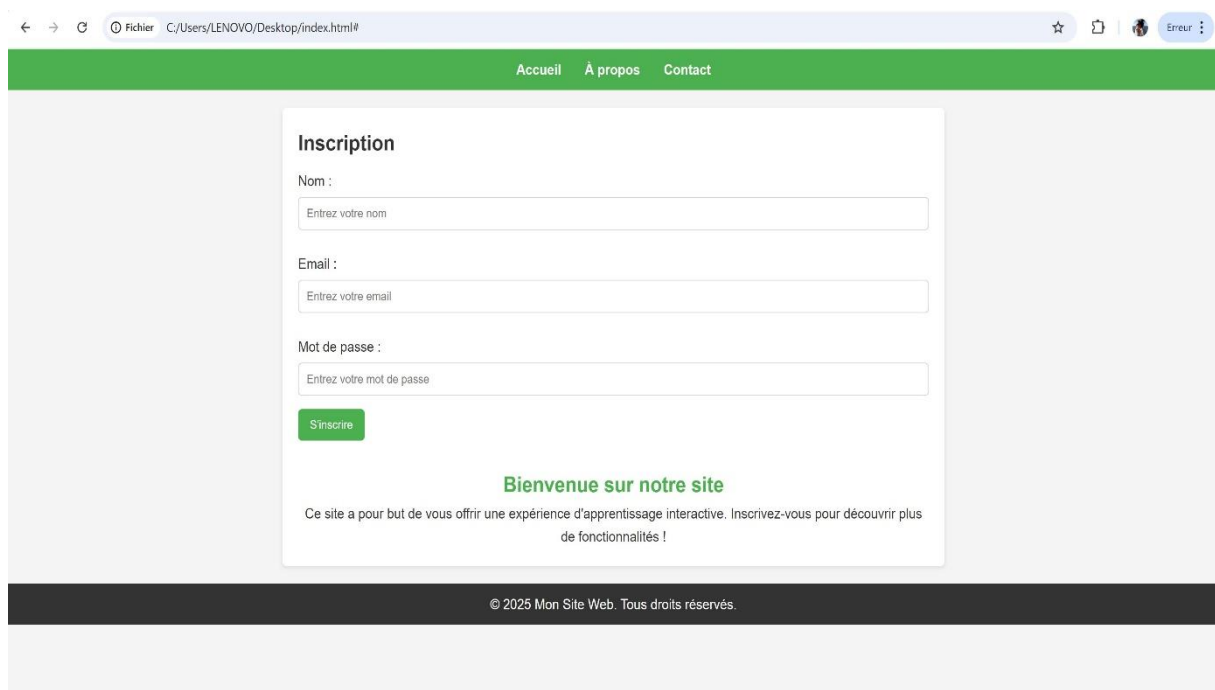 Fichier C:/Users/LENOVO/Desktop/index.html# Erreur
Accueil À propos Contact
Inscription
Nom :
Entrez votre nom
Email :
Entrez votre email
Mot de passe :
Entrez votre mot de passe
S'inscrire
Bienvenue sur notre site
Ce site a pour but de vous offrir une expérience d'apprentissage interactive. Inscrivez-vous pour découvrir plus
de fonctionnalités !
© 2025 Mon Site Web. Tous droits réservés.